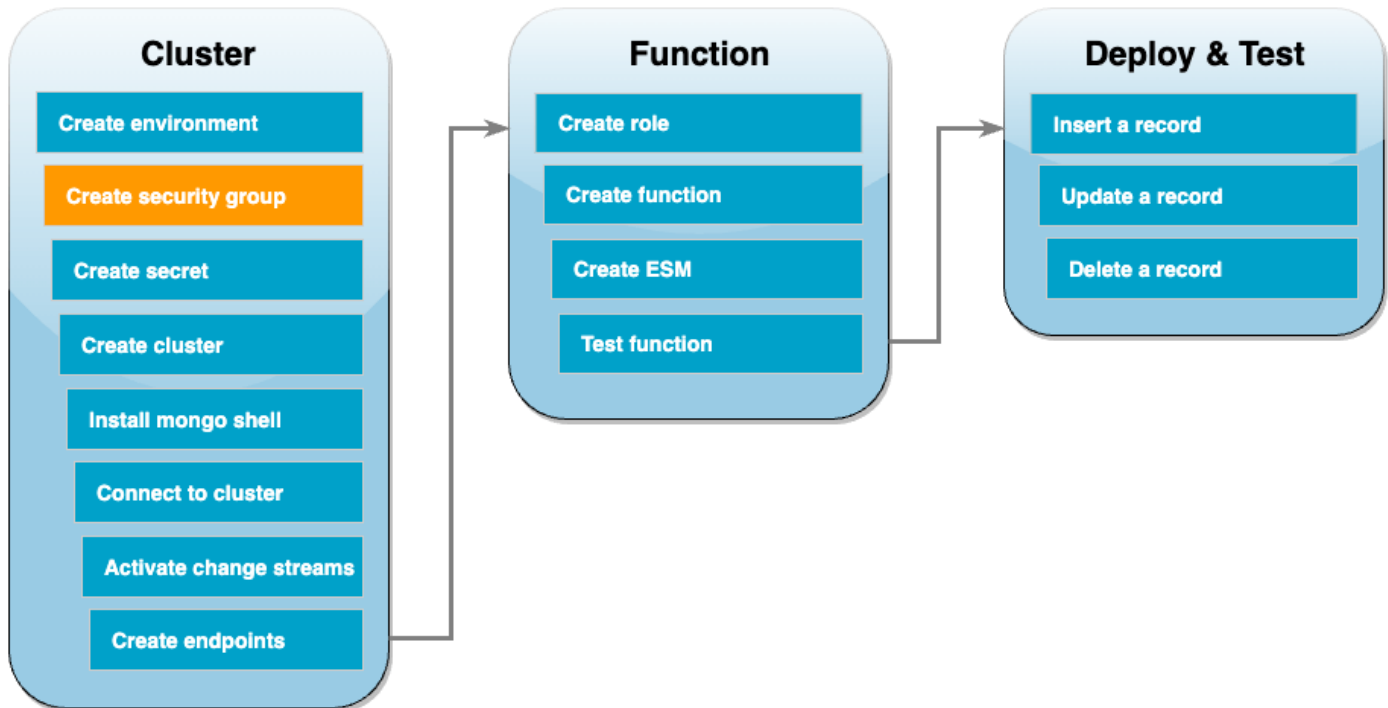 Cluster
Create environment
Create security group
Create secret
Create cluster
Install mongo shell
Connect to cluster
Activate change streams
Create endpoints
Function
Create role
Create function
Create ESM
Test function
Deploy & Test
Insert a record
Update a record
Delete a record